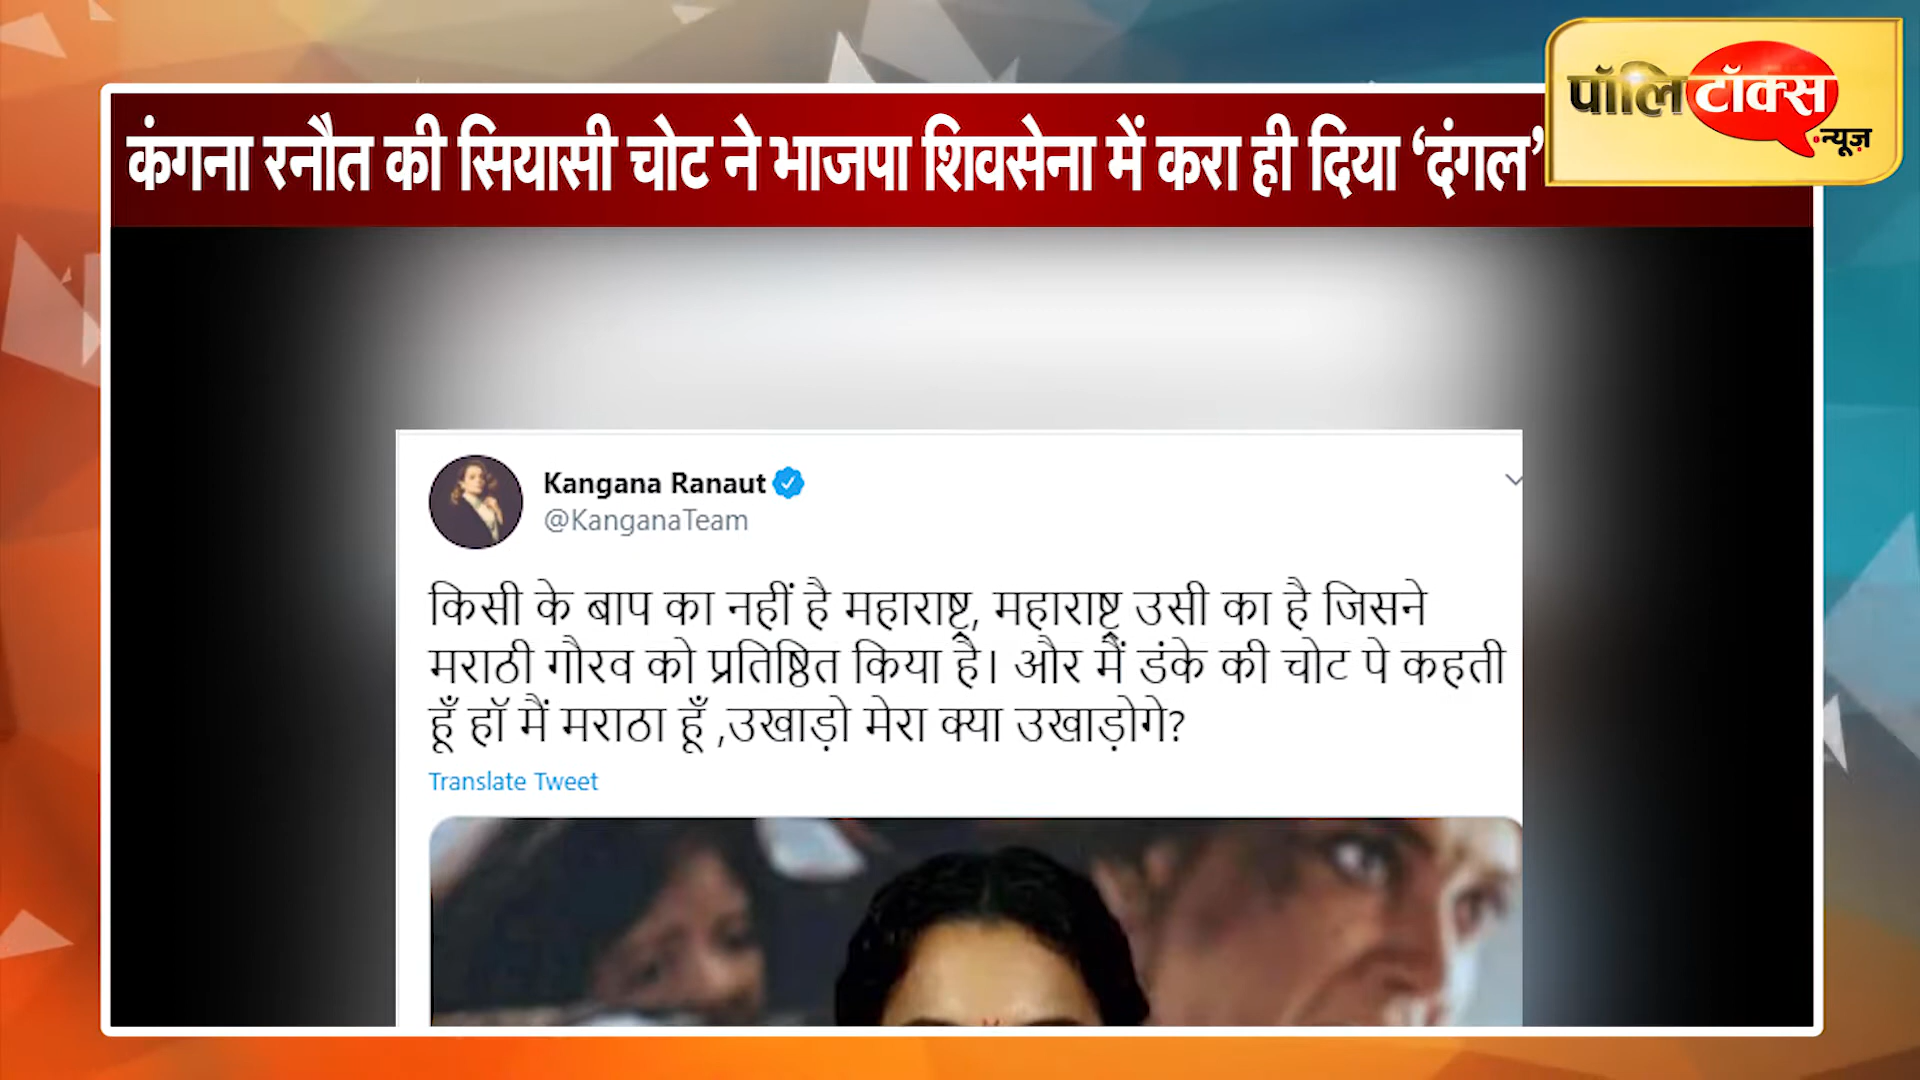 कंगना रनौत की सियासी चोट ने भाजपा शिवसेना में करा ही दिया ‘दंगल’
पॉलिटॉक्स
न्यूज़
Kangana Ranaut
@KanganaTeam
किसी के बाप का नहीं है महाराष्ट्र, महाराष्ट्र उसी का है जिसने
मराठी गौरव को प्रतिष्ठित किया है। और मैं डंके की चोट पे कहती
हूँ हॉ मैं मराठा हूँ ,उखाड़ो मेरा क्या उखाड़ोगे?
Translate Tweet